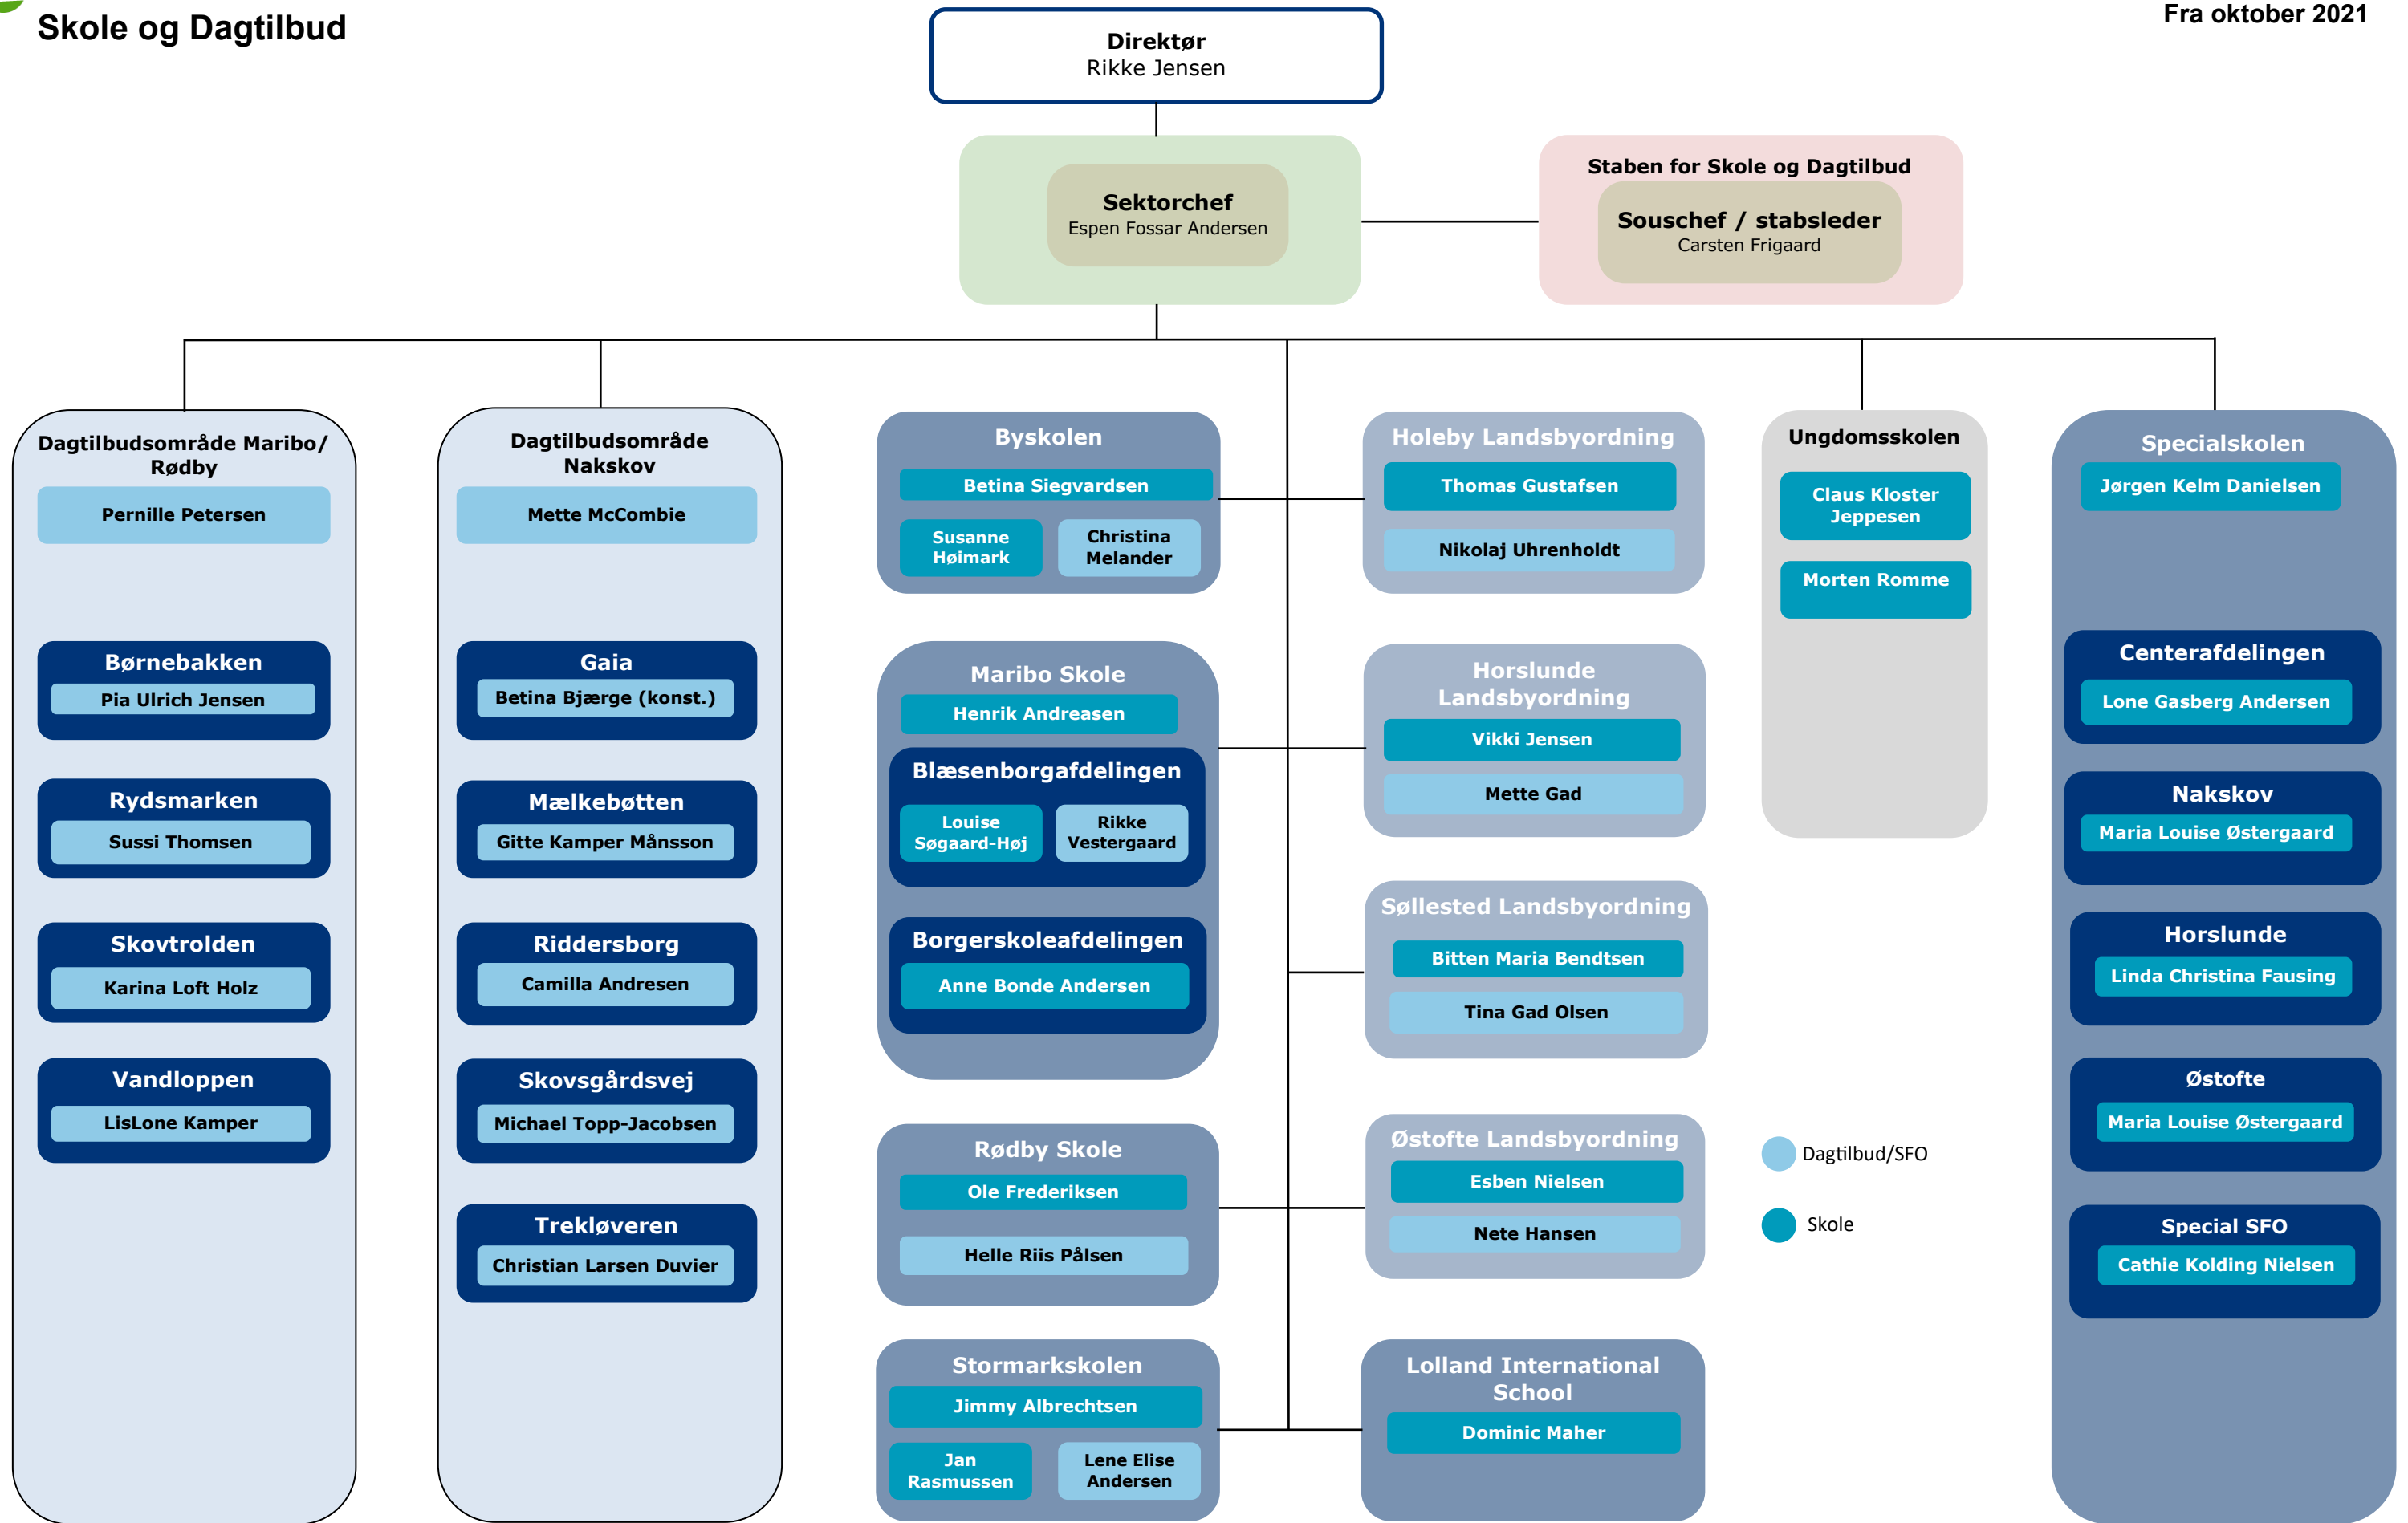 Skole og Dagtilbud
Fra oktober 2021
Direktør
Rikke Jensen
Sektorchef
Espen Fossar Andersen
Staben for Skole og Dagtilbud
Souschef / stabsleder
Carsten Frigaard
Dagtilbudsområde Maribo/
Rødby
Pernille Petersen
Børnebakken
Pia Ulrich Jensen
Rydsmarken
Sussi Thomsen
Skovtrolden
Karina Loft Holz
Vandloppen
LisLone Kamper
Dagtilbudsområde
Nakskov
Mette McCombie
Gaia
Betina Bjærge (konst.)
Mælkebøtten
Gitte Kamper Månsson
Riddersborg
Camilla Andresen
Skovsgårdsvej
Michael Topp-Jacobsen
Trekløveren
Christian Larsen Duvier
Byskolen
Betina Siegvardsen
Susanne
Høimark
Christina
Melander
Maribo Skole
Henrik Andreasen
Blæsenborgafdelingen
Louise
Søgaard-Høj
Rikke
Vestergaard
Borgerskoleafdelingen
Anne Bonde Andersen
Rødby Skole
Ole Frederiksen
Helle Riis Pålsen
Stormarkskolen
Jimmy Albrechtsen
Jan
Rasmussen
Lene Elise
Andersen
Holeby Landsbyordning
Thomas Gustafsen
Nikolaj Uhrenholdt
Horslunde
Landsbyordning
Vikki Jensen
Mette Gad
Søllested Landsbyordning
Bitten Maria Bendtsen
Tina Gad Olsen
Østofte Landsbyordning
Esben Nielsen
Nete Hansen
Lolland International
School
Dominic Maher
Ungdomsskolen
Claus Kloster
Jeppesen
Morten Romme
Dagtilbud/SFO
Skole
Specialskolen
Jørgen Kelm Danielsen
Centerafdelingen
Lone Gasberg Andersen
Nakskov
Maria Louise Østergaard
Horslunde
Linda Christina Fausing
Østofte
Maria Louise Østergaard
Special SFO
Cathie Kolding Nielsen